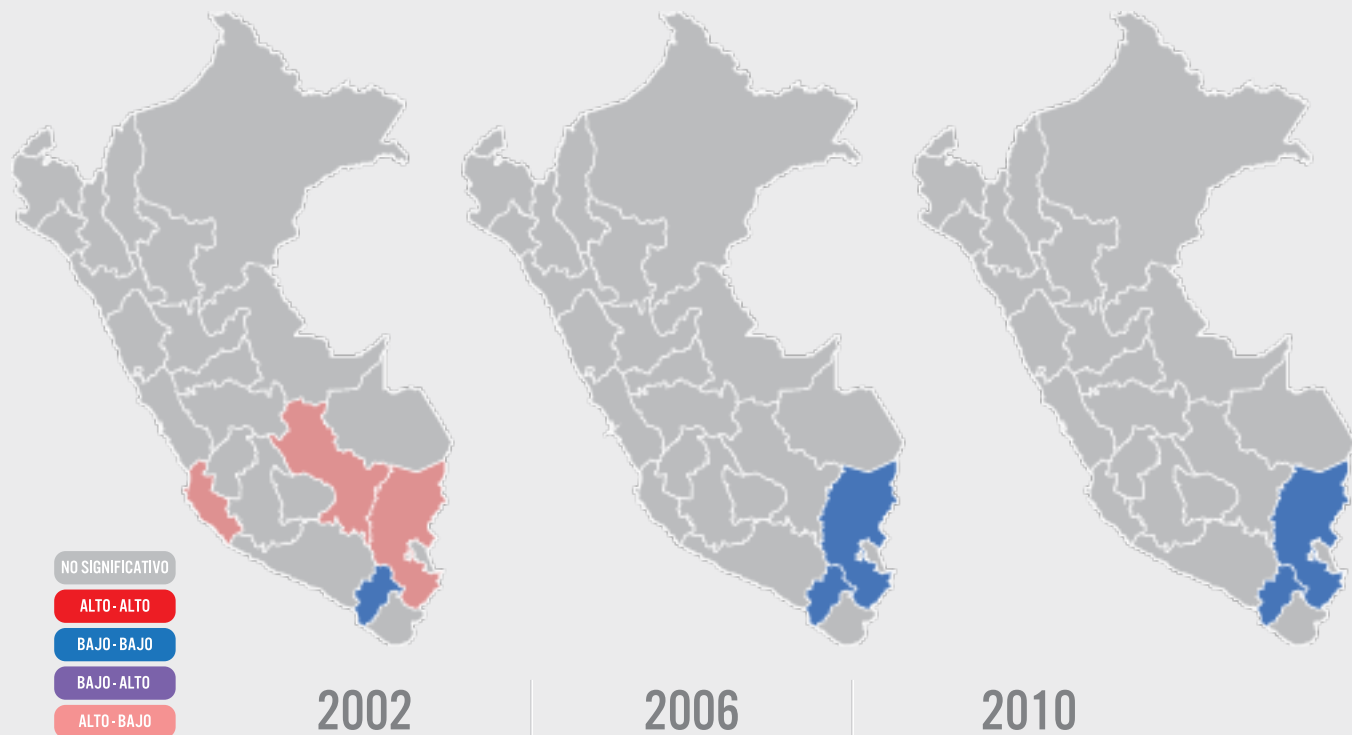 NO SIGNIFICATIVO
ALTO - ALTO
BAJO - BAJO
BAJO - ALTO
ALTO - BAJO
2002
2006
2010